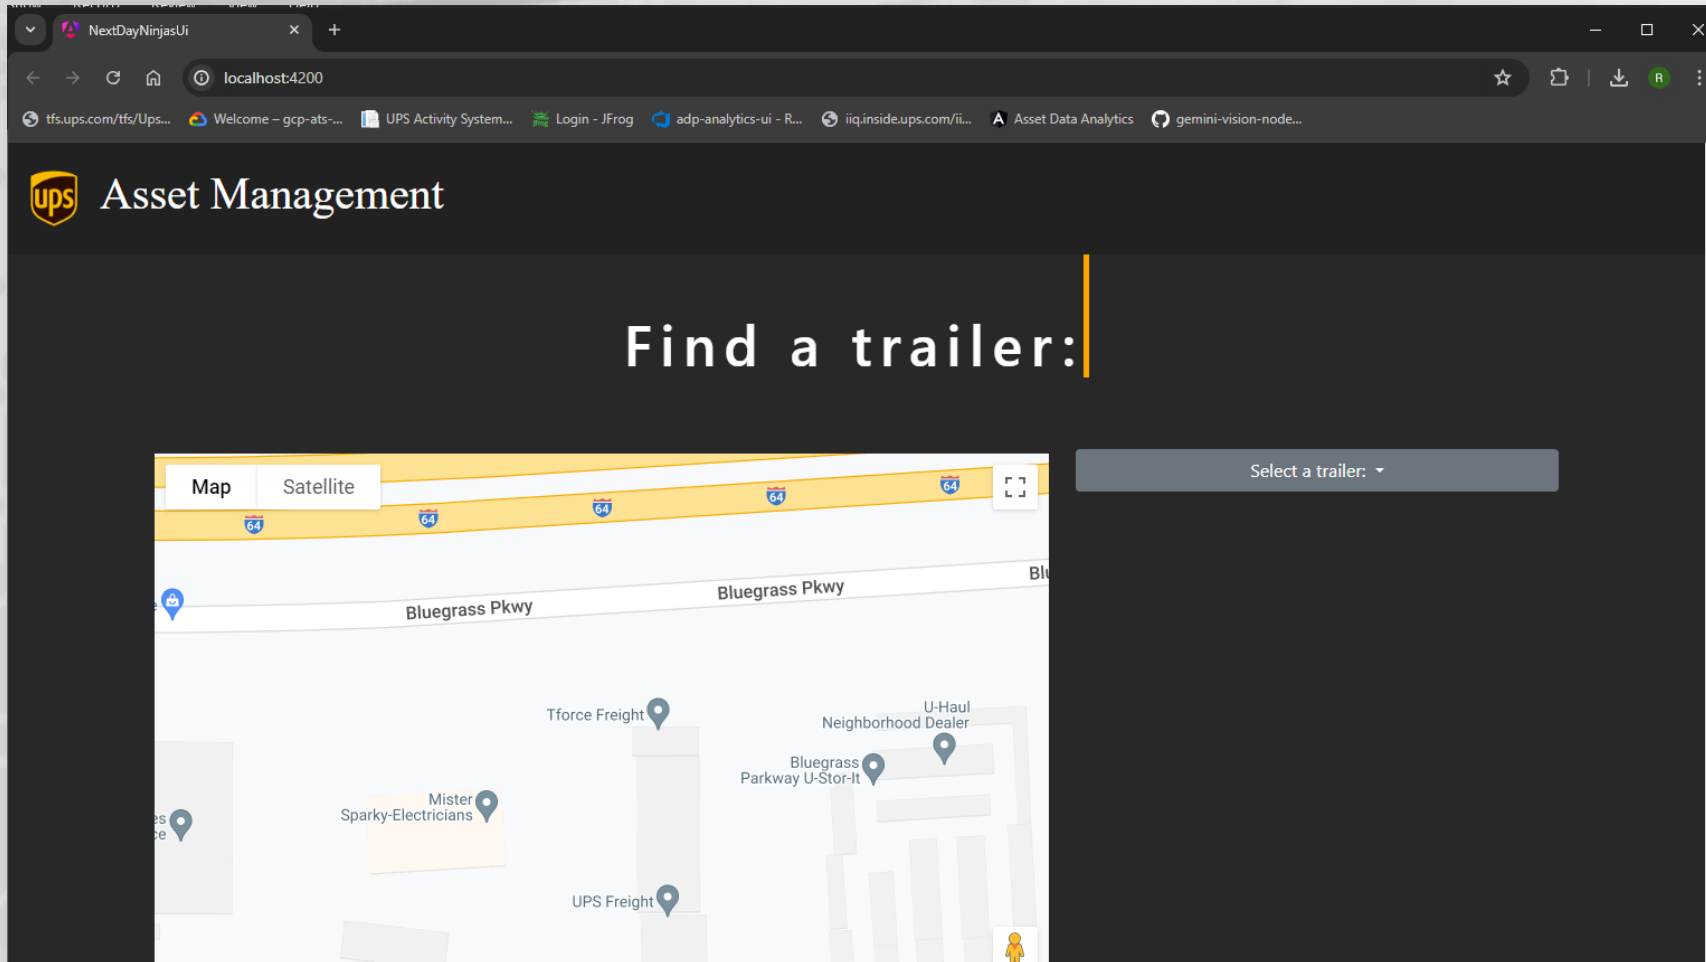 NextDayNinjasUi
localhost:4200
R
tfs.ups.com/tfs/Ups...
Welcome – gcp-ats-...
UPS Activity System...
Login - JFrog
adp-analytics-ui - R...
iiq.inside.ups.com/ii...
Asset Data Analytics
gemini-vision-node...
ups
Asset Management
Find a trailer:
Select a trailer:
Map
Satellite
64
64
64
64
64
Bluegrass Pkwy
Bluegrass Pkwy
Blu
Tforce Freight
U-Haul
Neighborhood Dealer
Bluegrass
Parkway U-Stor-It
Mister
Sparky-Electricians
UPS Freight